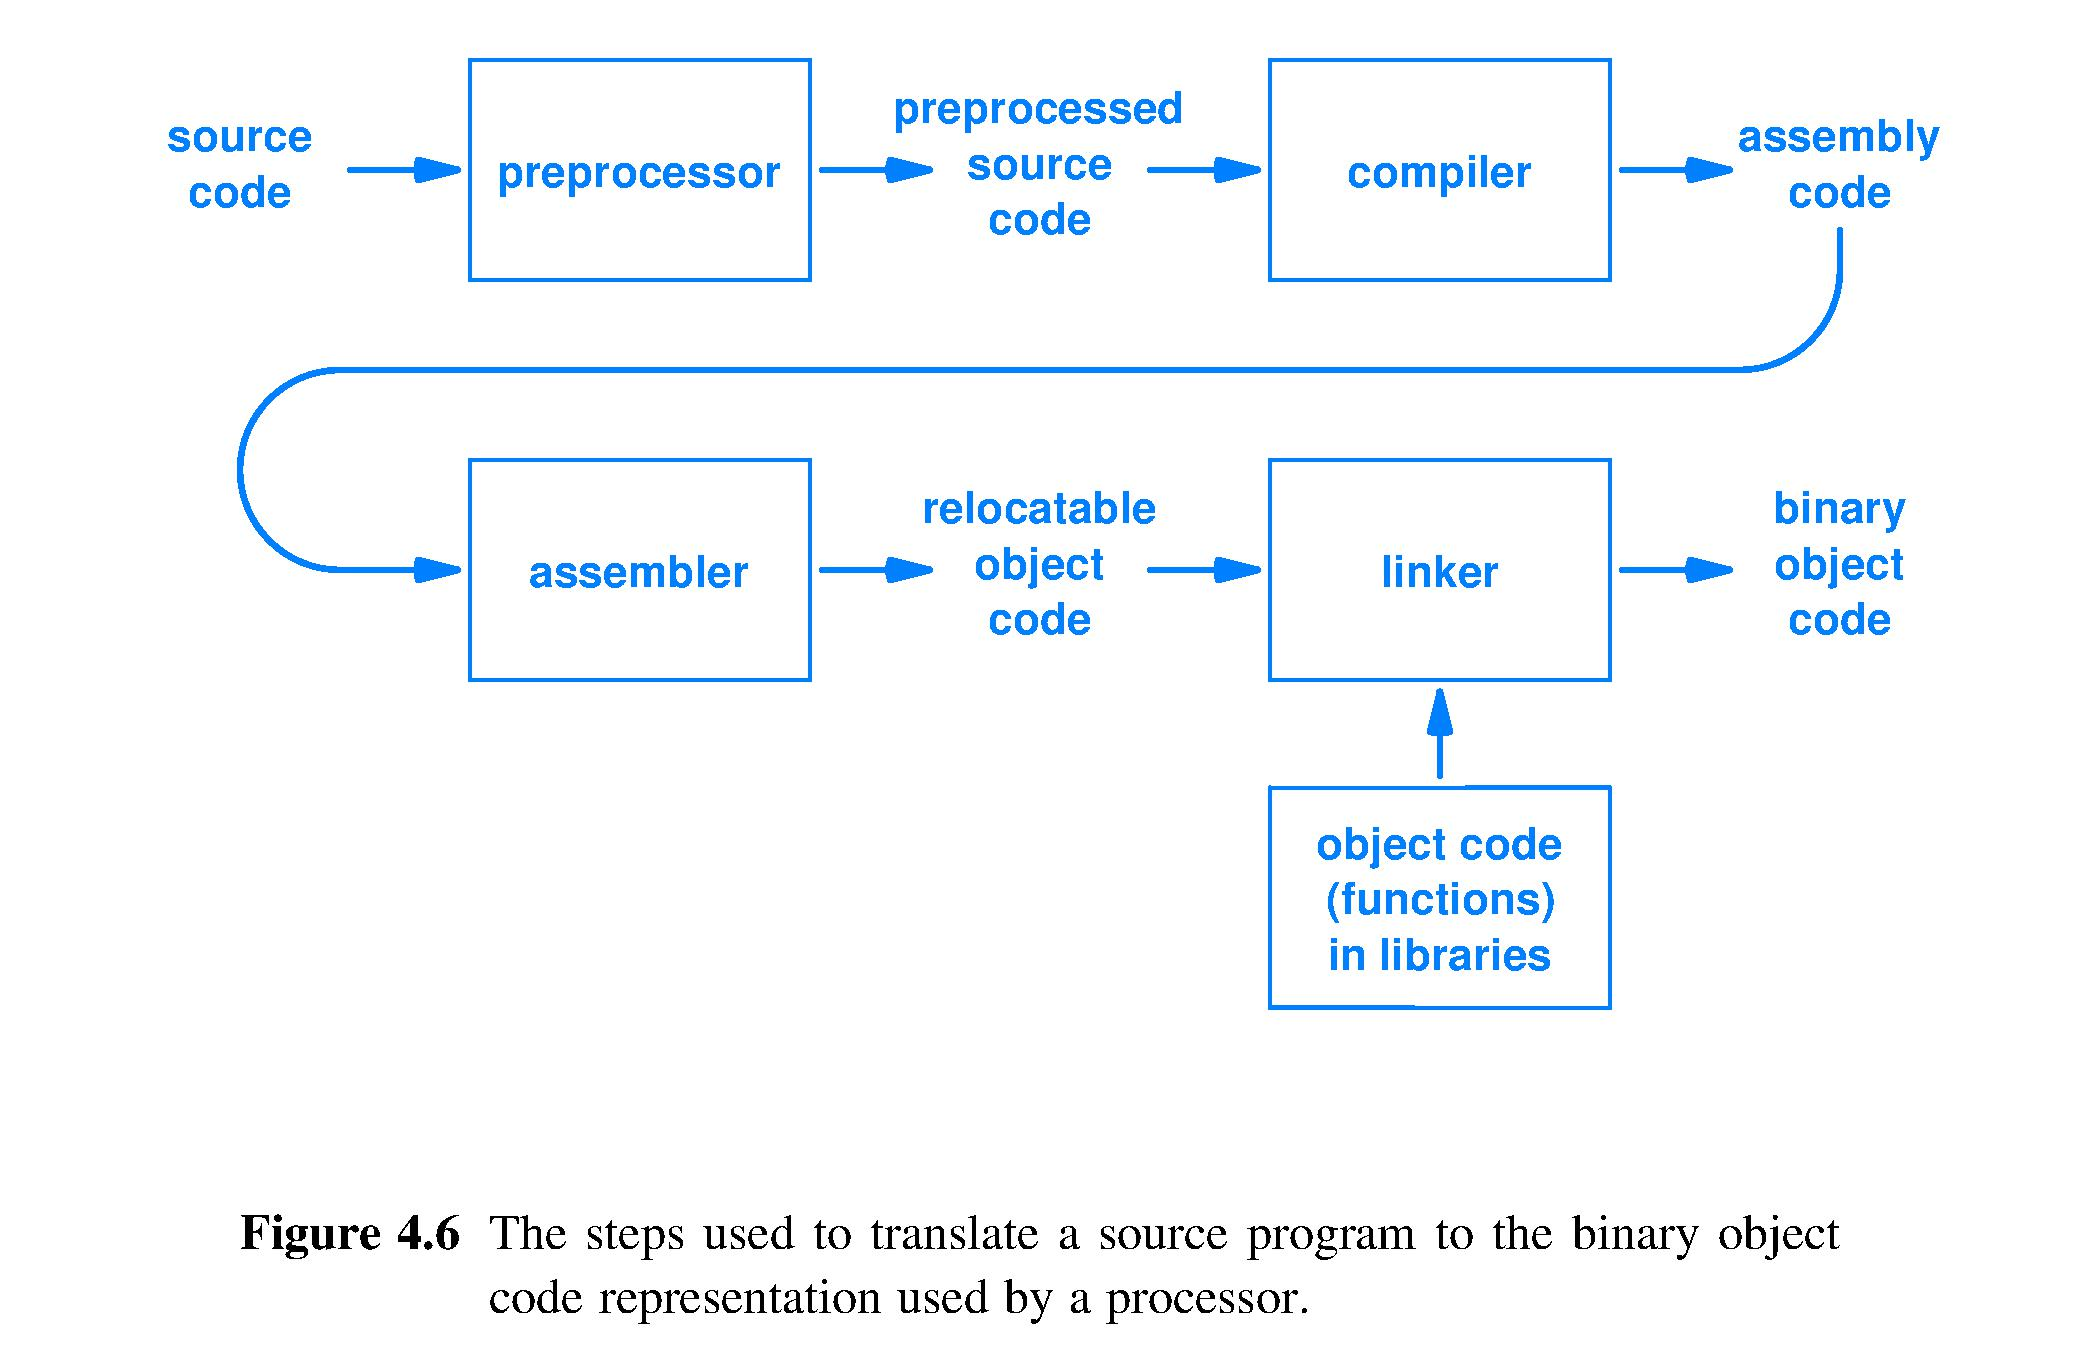 source
code
preprocessor
preprocessed
source
code
compiler
assembly
code
assembler
relocatable
object
code
linker
binary
object
code
object code
(functions)
in libraries
Figure 4.6 The steps used to translate a source program to the binary object
code representation used by a processor.